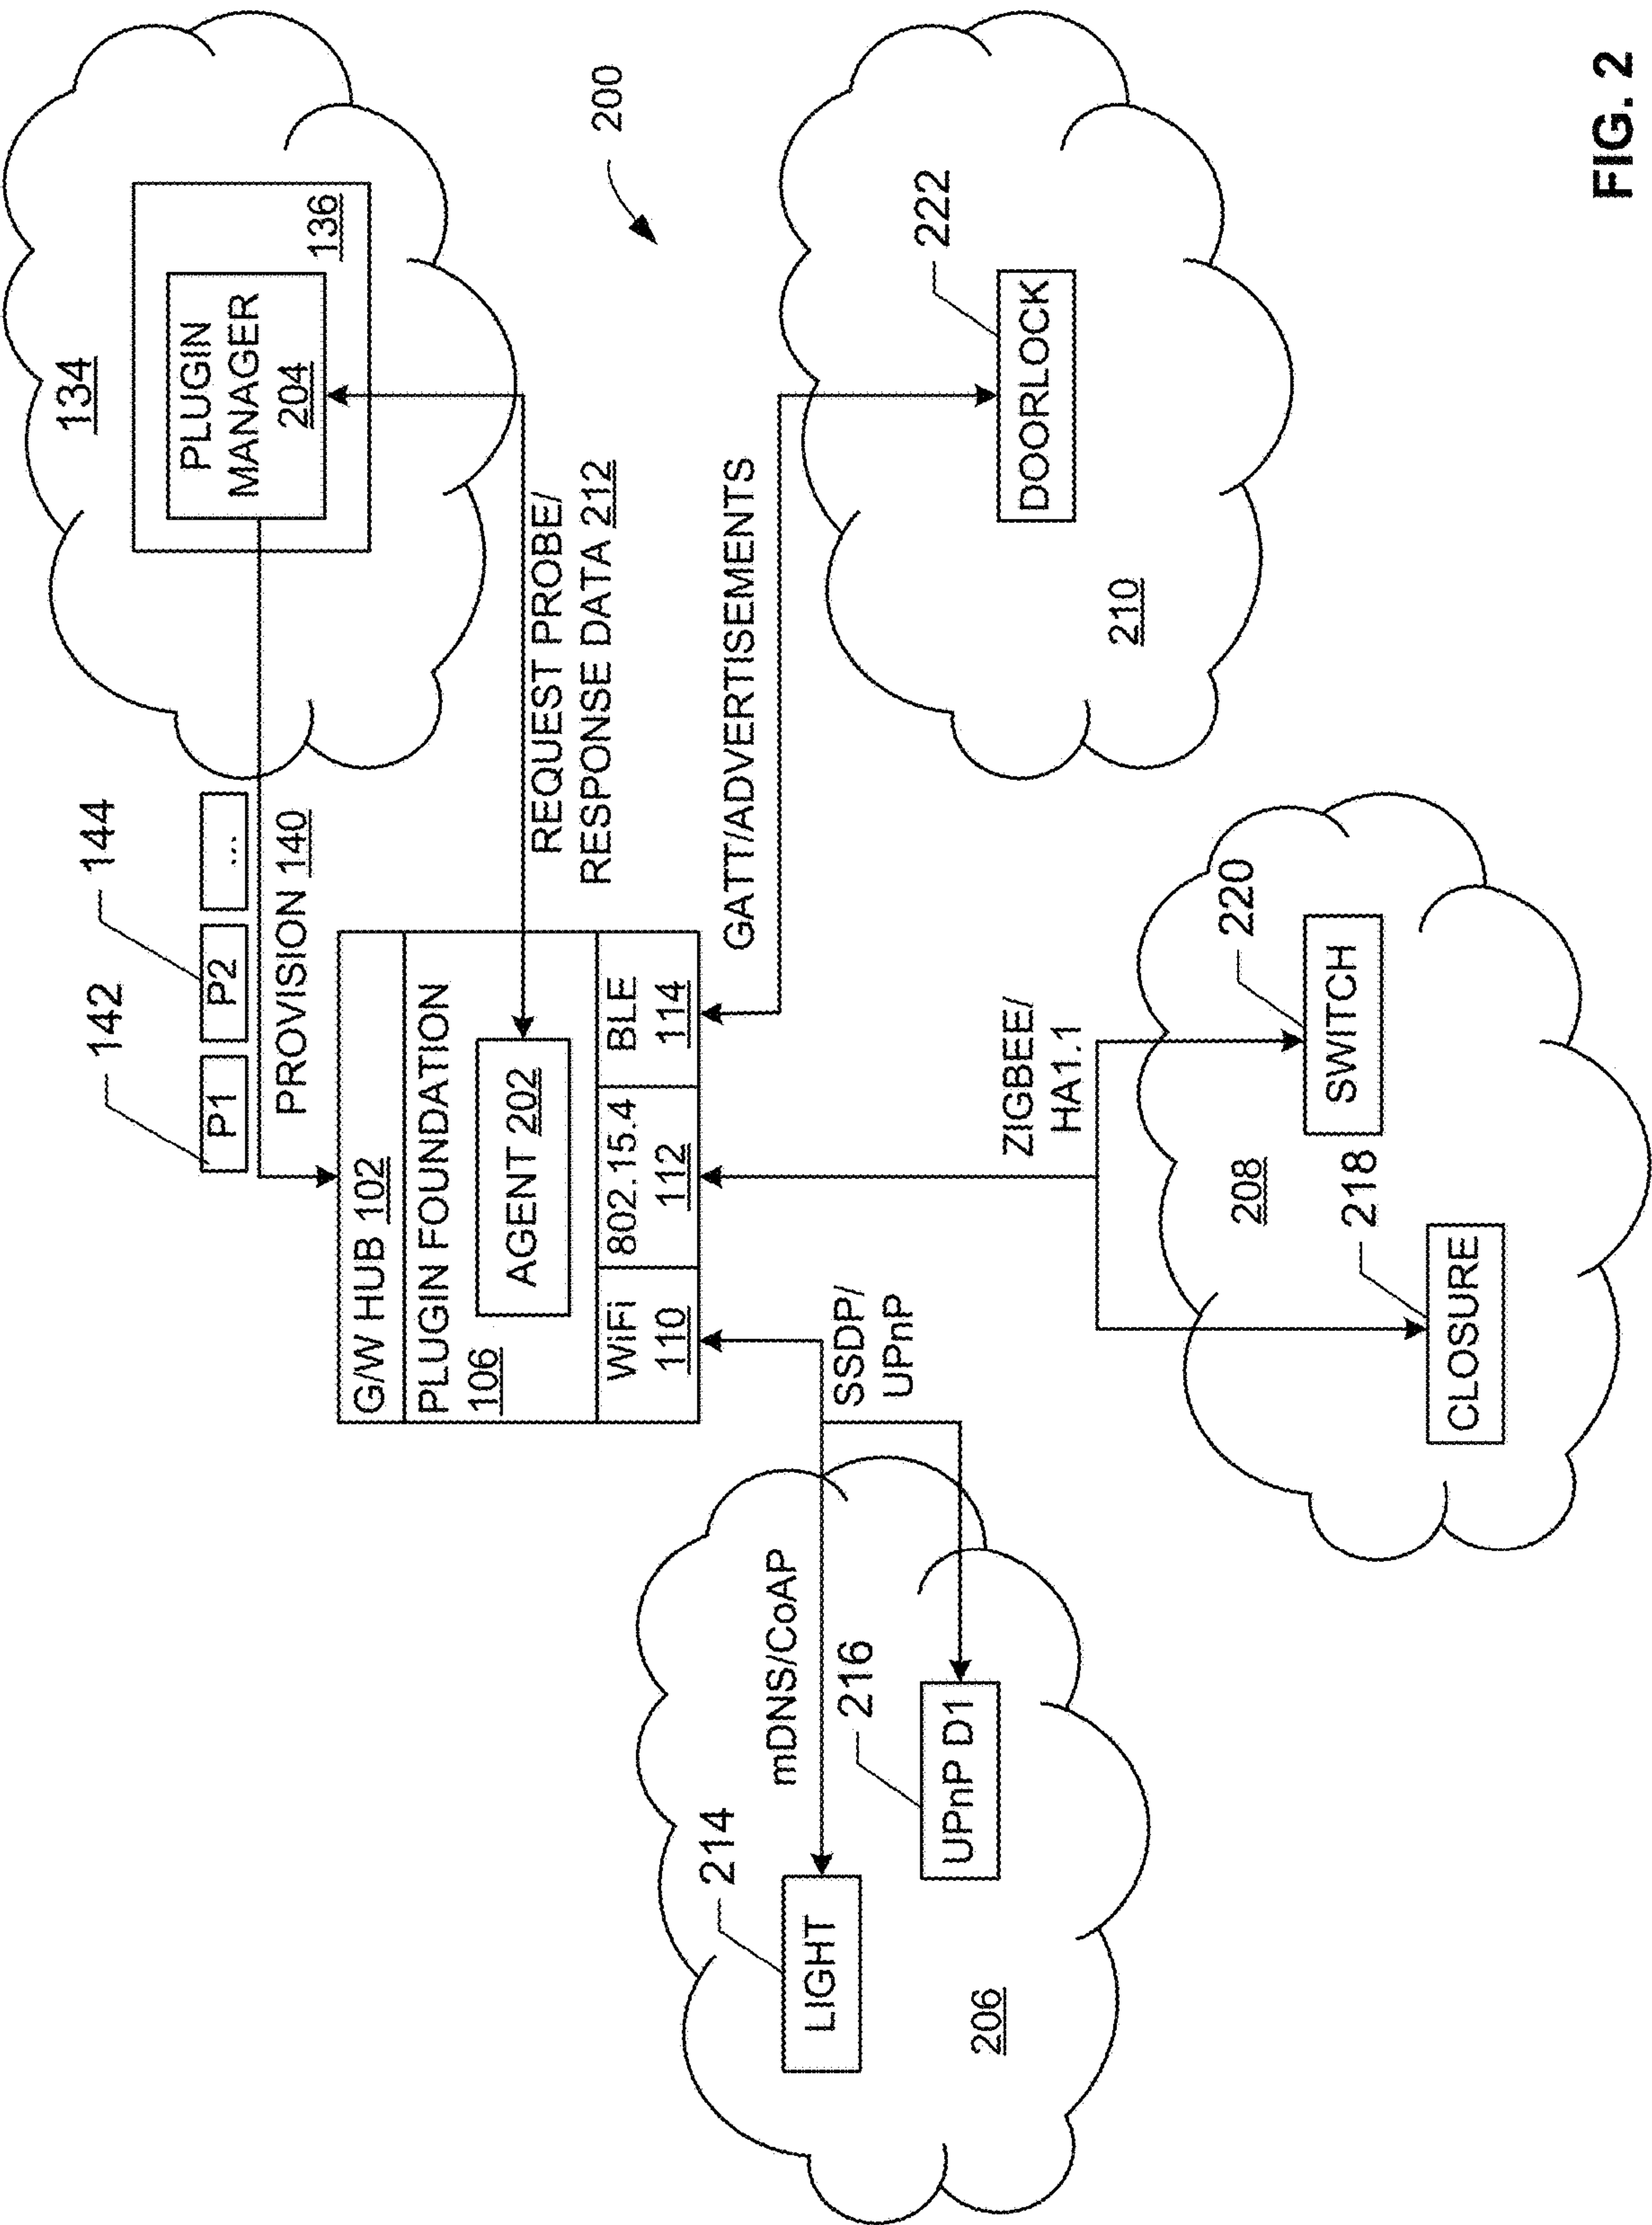 134
PLUGIN
MANAGER
204
136
142
144
P1
P2
...
PROVISION 140
G/W HUB 102
PLUGIN FOUNDATION
106
AGENT 202
WiFi
110
802.15.4
112
BLE
114
REQUEST PROBE/
RESPONSE DATA 212
200
214
LIGHT
mDNS/CoAP
216
UPnP D1
206
SSDP/
UPnP
GATT/ADVERTISEMENTS
222
DOORLOCK
210
ZIGBEE/
HA1.1
220
SWITCH
208
218
CLOSURE
FIG. 2